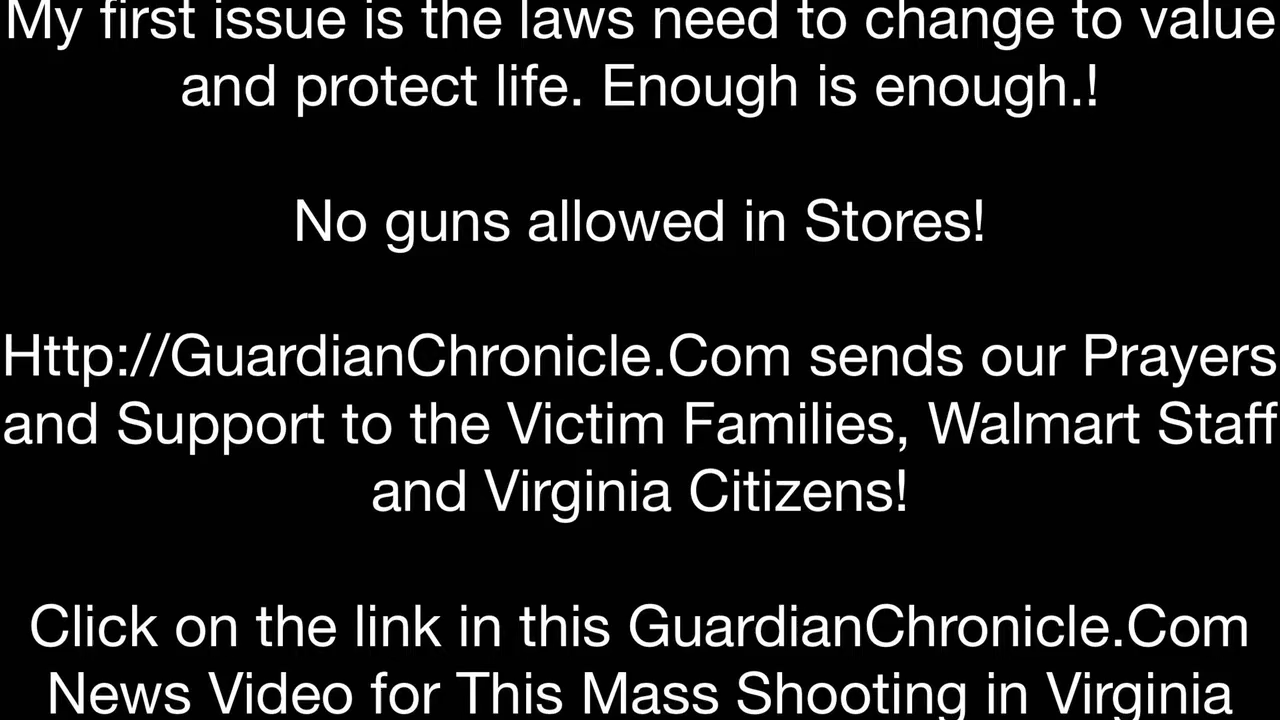 My first issue is the laws need to change to value
and protect life. Enough is enough.!
No guns allowed in Stores!
Http://GuardianChronicle.Com sends our Prayers
and Support to the Victim Families, Walmart Staff
and Virginia Citizens!
Click on the link in this GuardianChronicle.Com
News Video for This Mass Shooting in Virginia